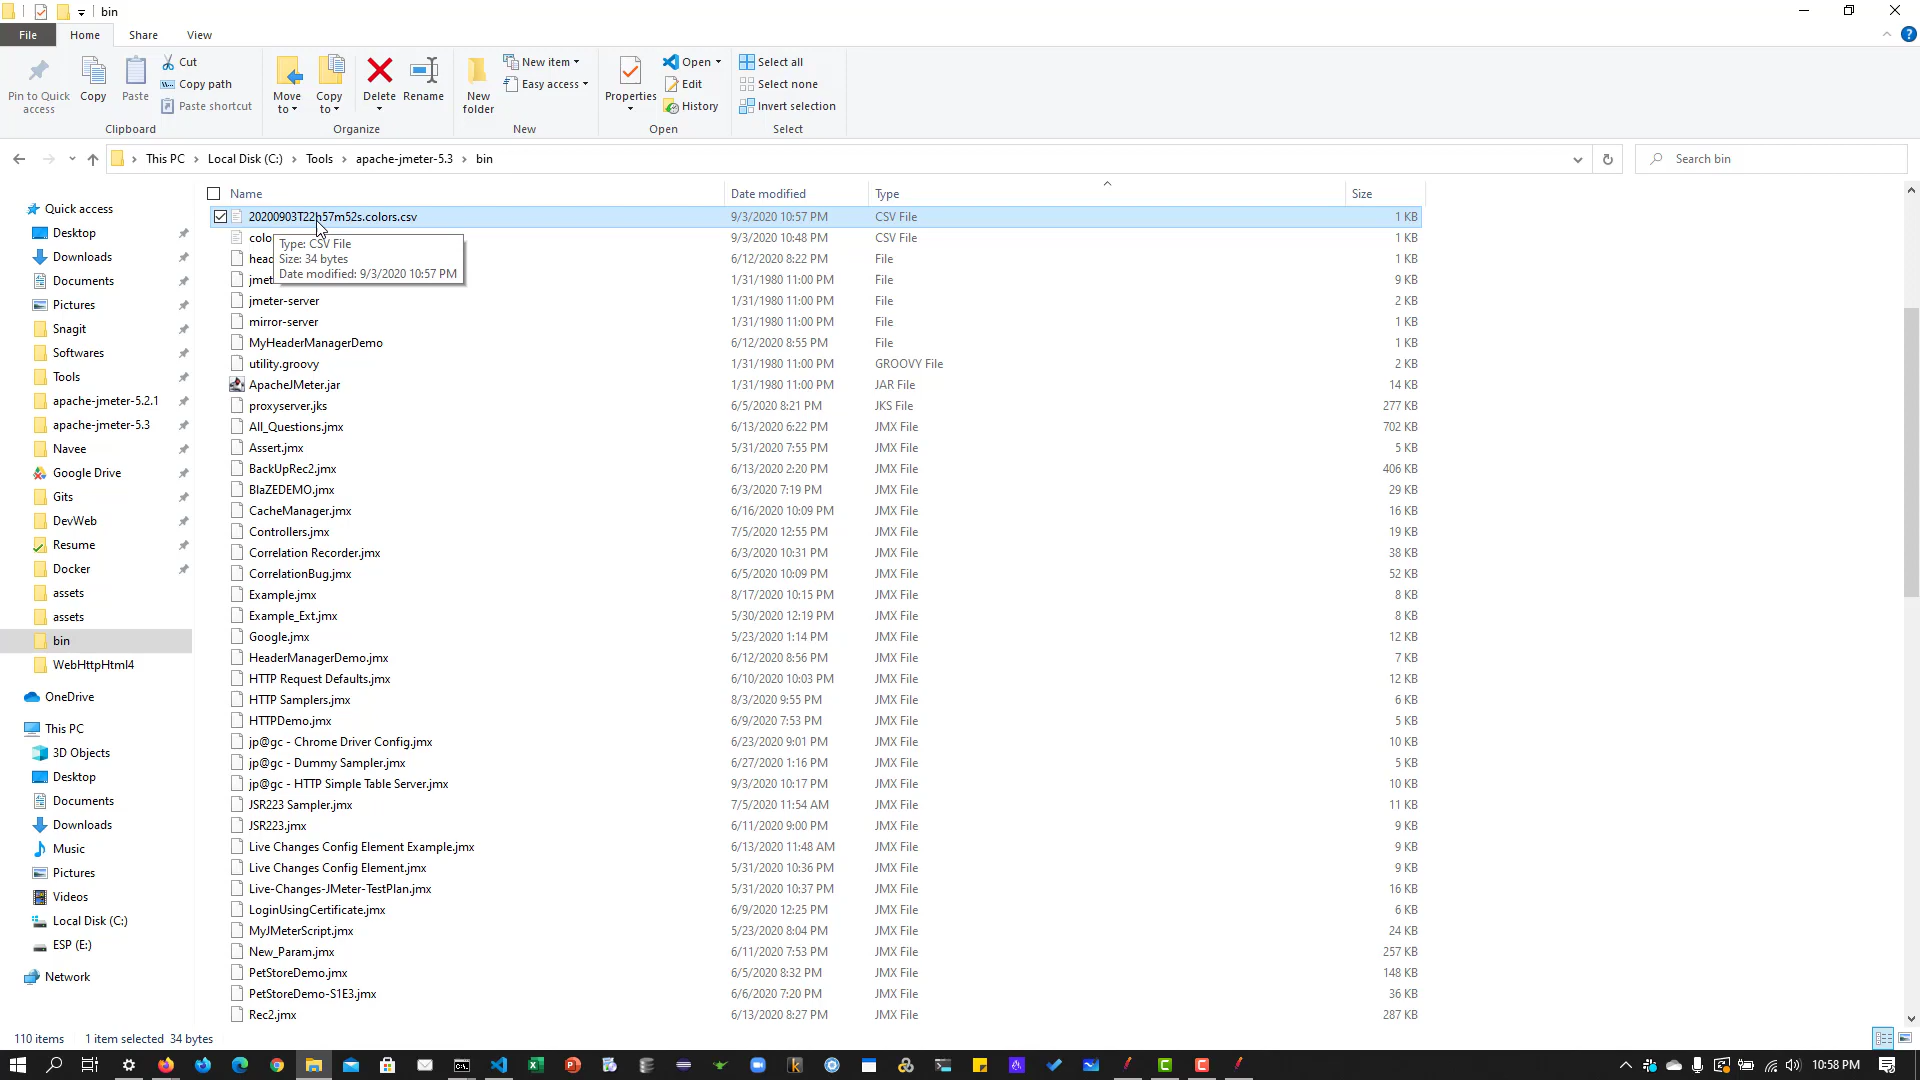 bin
File Home Share View
Pin to Quick access
Copy
Paste
Cut
Copy path
Paste shortcut
Clipboard
Move to
Copy to
Delete
Rename
Organize
New folder
New item
Easy access
New
Properties
Open
Edit
History
Open
Select all
Select none
Invert selection
Select
This PC > Local Disk (C:) > Tools > apache-jmeter-5.3 > bin
Search bin
Quick access
Desktop
Downloads
Documents
Pictures
Snagit
Softwares
Tools
apache-jmeter-5.2.1
apache-jmeter-5.3
Navee
Google Drive
Gits
DevWeb
Resume
Docker
assets
assets
bin
WebHttpHtml4
OneDrive
This PC
3D Objects
Desktop
Documents
Downloads
Music
Pictures
Videos
Local Disk (C:)
ESP (E:)
Network
Name Date modified Type Size
20200903T22h57m52s.colors.csv 9/3/2020 10:57 PM CSV File 1 KB
colo 9/3/2020 10:48 PM CSV File 1 KB
head 6/12/2020 8:22 PM File 1 KB
jmet 1/31/1980 11:00 PM File 9 KB
Type: CSV File
Size: 34 bytes
Date modified: 9/3/2020 10:57 PM
jmeter-server 1/31/1980 11:00 PM File 2 KB
mirror-server 1/31/1980 11:00 PM File 1 KB
MyHeaderManagerDemo 6/12/2020 8:55 PM File 1 KB
utility.groovy 1/31/1980 11:00 PM GROOVY File 2 KB
ApacheJMeter.jar 1/31/1980 11:00 PM JAR File 14 KB
proxyserver.jks 6/5/2020 8:21 PM JKS File 277 KB
All_Questions.jmx 6/13/2020 6:22 PM JMX File 702 KB
Assert.jmx 5/31/2020 7:55 PM JMX File 5 KB
BackUpRec2.jmx 6/13/2020 2:20 PM JMX File 406 KB
BlaZEDEMO.jmx 6/3/2020 7:19 PM JMX File 29 KB
CacheManager.jmx 6/16/2020 10:09 PM JMX File 16 KB
Controllers.jmx 7/5/2020 12:55 PM JMX File 19 KB
Correlation Recorder.jmx 6/3/2020 10:31 PM JMX File 38 KB
CorrelationBug.jmx 6/5/2020 10:09 PM JMX File 52 KB
Example.jmx 8/17/2020 10:15 PM JMX File 8 KB
Example_Ext.jmx 5/30/2020 12:19 PM JMX File 8 KB
Google.jmx 5/23/2020 1:14 PM JMX File 12 KB
HeaderManagerDemo.jmx 6/12/2020 8:56 PM JMX File 7 KB
HTTP Request Defaults.jmx 6/10/2020 10:03 PM JMX File 12 KB
HTTP Samplers.jmx 8/3/2020 9:55 PM JMX File 6 KB
HTTPDemo.jmx 6/9/2020 7:53 PM JMX File 5 KB
jp@gc - Chrome Driver Config.jmx 6/23/2020 9:01 PM JMX File 10 KB
jp@gc - Dummy Sampler.jmx 6/27/2020 1:16 PM JMX File 5 KB
jp@gc - HTTP Simple Table Server.jmx 9/3/2020 10:17 PM JMX File 10 KB
JSR223 Sampler.jmx 7/5/2020 11:54 AM JMX File 11 KB
JSR223.jmx 6/11/2020 9:00 PM JMX File 9 KB
Live Changes Config Element Example.jmx 6/13/2020 11:48 AM JMX File 9 KB
Live Changes Config Element.jmx 5/31/2020 10:36 PM JMX File 9 KB
Live-Changes-JMeter-TestPlan.jmx 5/31/2020 10:37 PM JMX File 16 KB
LoginUsingCertificate.jmx 6/9/2020 12:25 PM JMX File 6 KB
MyJMeterScript.jmx 5/23/2020 8:04 PM JMX File 24 KB
New_Param.jmx 6/11/2020 7:53 PM JMX File 257 KB
PetStoreDemo.jmx 6/5/2020 8:32 PM JMX File 148 KB
PetStoreDemo-S1E3.jmx 6/6/2020 7:20 PM JMX File 36 KB
Rec2.jmx 6/13/2020 8:27 PM JMX File 287 KB
110 items 1 item selected 34 bytes
10:58 PM